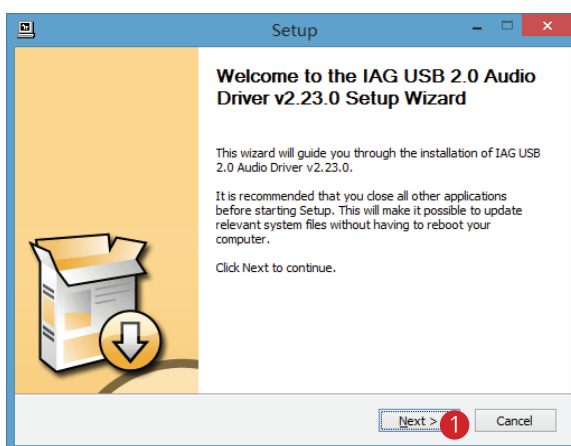 Setup
Welcome to the IAG USB 2.0 Audio
Driver v2.23.0 Setup Wizard
This wizard will guide you through the installation of IAG USB
2.0 Audio Driver v2.23.0.
It is recommended that you close all other applications
before starting Setup. This will make it possible to update
relevant system files without having to reboot your
computer.
Click Next to continue.
Next > 1 Cancel